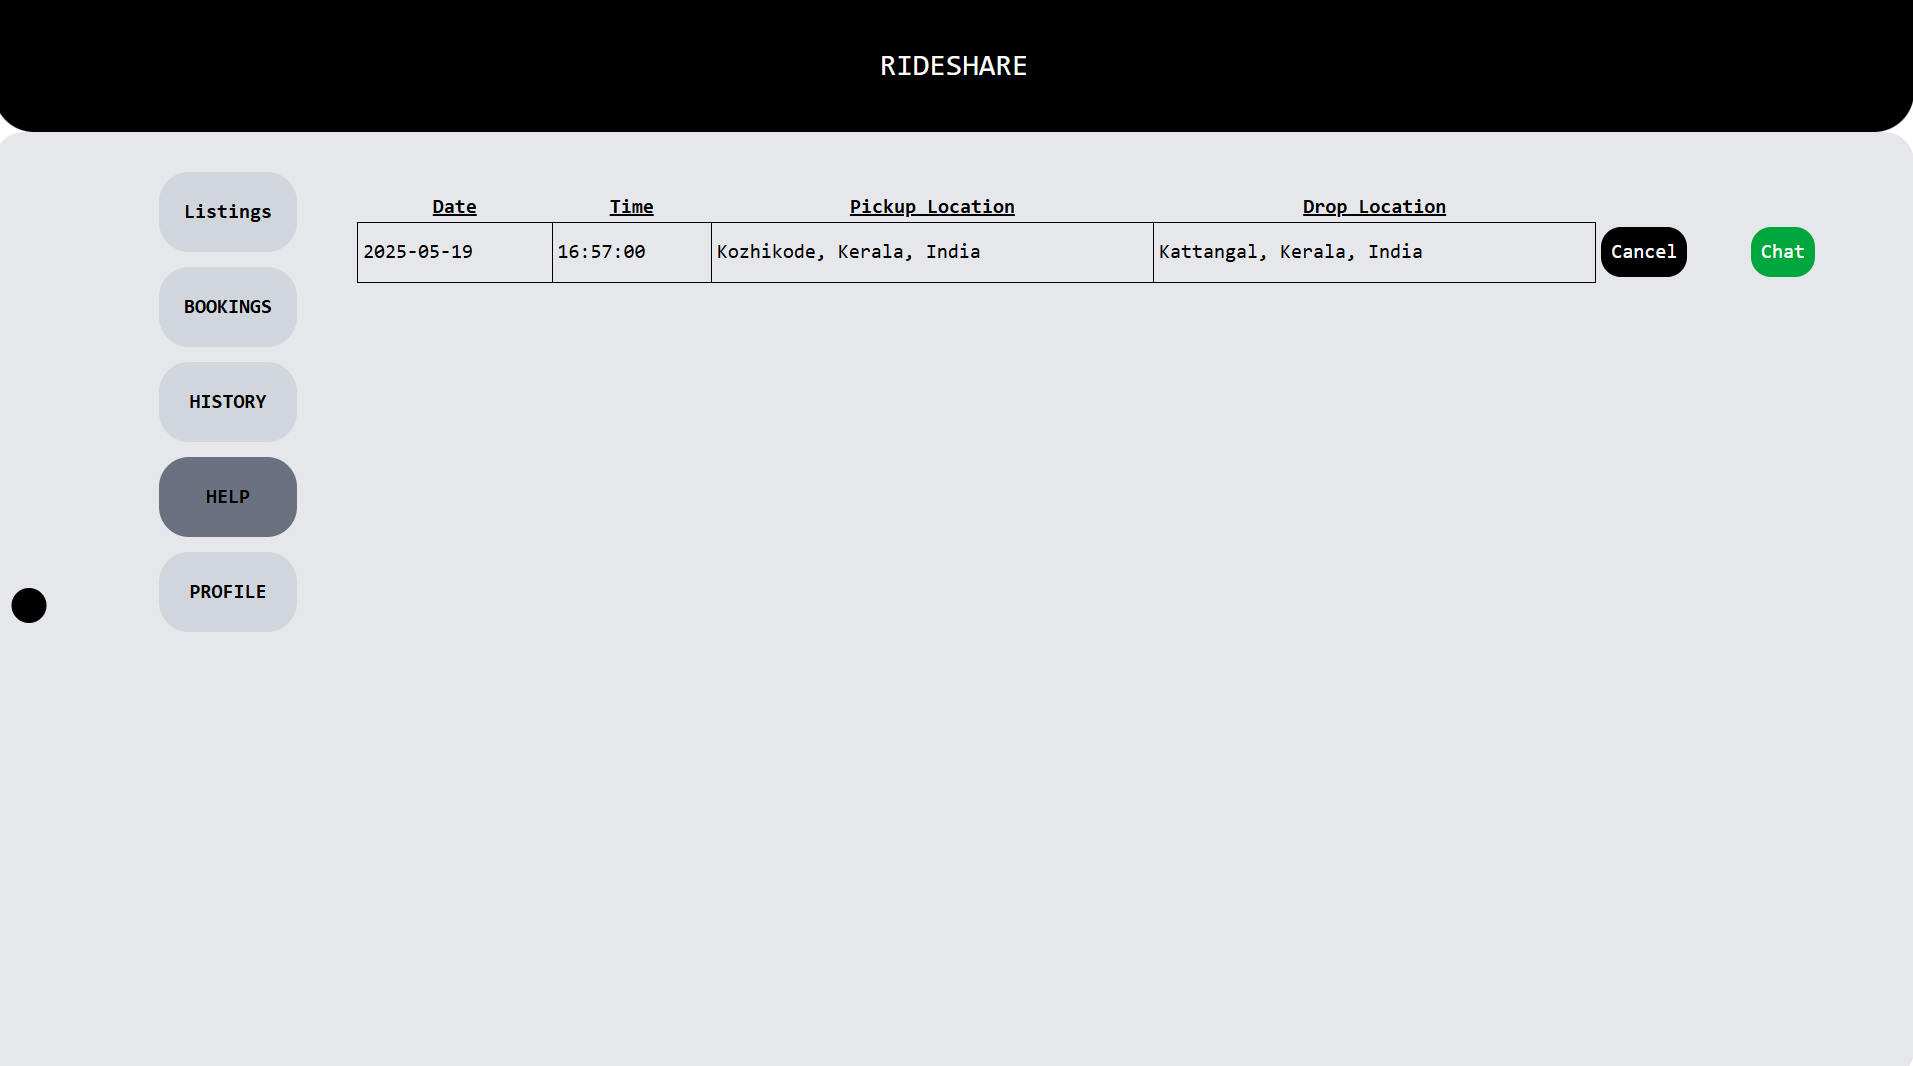 RIDESHARE
Listings
BOOKINGS
HISTORY
HELP
PROFILE
Date Time Pickup Location Drop Location
2025-05-19 16:57:00 Kozhikode, Kerala, India Kattangal, Kerala, India Cancel Chat